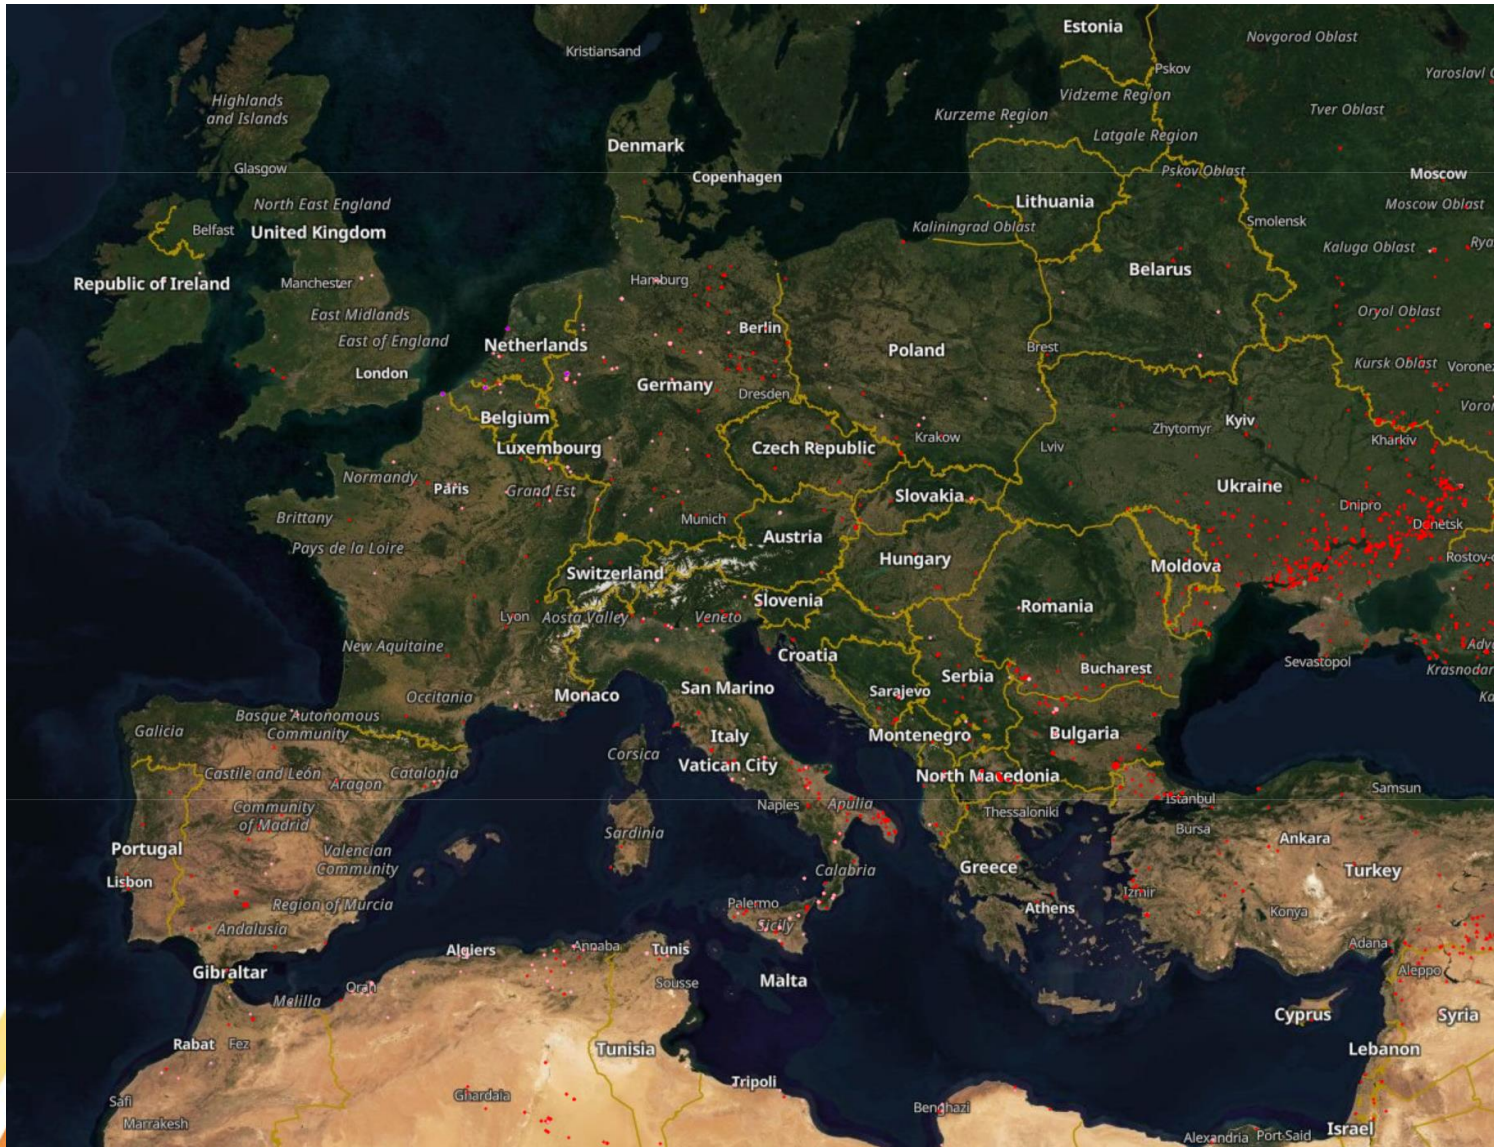 Estonia
Novgorod Oblast
Kristiansand
Pskov
Yaroslavl
Highlands
and Islands
Vidzeme Region
Kurzeme Region
Tver Oblast
Latgale Region
Denmark
Glasgow
Copenhagen
Pskov Oblast
Moscow
North East England
Lithuania
Moscow Oblast
Belfast
United Kingdom
Kaliningrad Oblast
Smolensk
Kaluga Oblast
Rya
Republic of Ireland
Manchester
Hamburg
Belarus
East Midlands
Oryol Oblast
Berlin
East of England
Netherlands
Poland
Brest
Kursk Oblast
Voronez
London
Germany
Dresden
Voro
Belgium
Kyiv
Zhytomyr
Luxembourg
Czech Republic
Krakow
Lviv
Kharkiv
Normandy
Paris
Grand Est
Slovakia
Ukraine
Dnipro
Brittany
Munich
Donetsk
Austria
Pays de la Loire
Hungary
Moldova
Rostov-o
Switzerland
Slovenia
Romania
Lyon
Aosta Valley
Veneto
New Aquitaine
Croatia
Sevastopol
Adyg
Krasnodar
Serbia
Bucharest
Occitania
Monaco
San Marino
Sarajevo
Ka
Basque Autonomous
Community
Galicia
Italy
Montenegro
Bulgaria
Corsica
Vatican City
Castile and León
Aragon
Catalonia
North Macedonia
Samsun
Community
of Madrid
Naples
Apulia
Thessaloniki
Istanbul
Bursa
Sardinia
Ankara
Portugal
Valencian
Community
Calabria
Greece
Turkey
Lisbon
Izmir
Region of Murcia
Palermo
Athens
Konya
Andalusia
Sicily
Algiers
Annaba
Tunis
Adana
Gibraltar
Malta
Aleppo
Oran
Sousse
Melilla
Cyprus
Syria
Rabat
Fez
Tunisia
Lebanon
Tripoli
Safi
Ghardaia
Benghazi
Marrakesh
Israel
Alexandria
Port Said